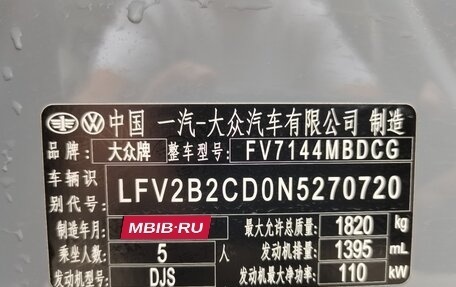 中国 一汽-大众汽车有限公司 制造
品牌: 大众牌 整车型号: FV7144MBDCG
车辆识别代号: LFV2B2CD0N5270720
制造年月: MBIB.RU 最大允许总质量: 1820 kg
乘坐人数: 5 人 发动机排量: 1395 mL
发动机型号: DJS 发动机最大净功率: 110 kW